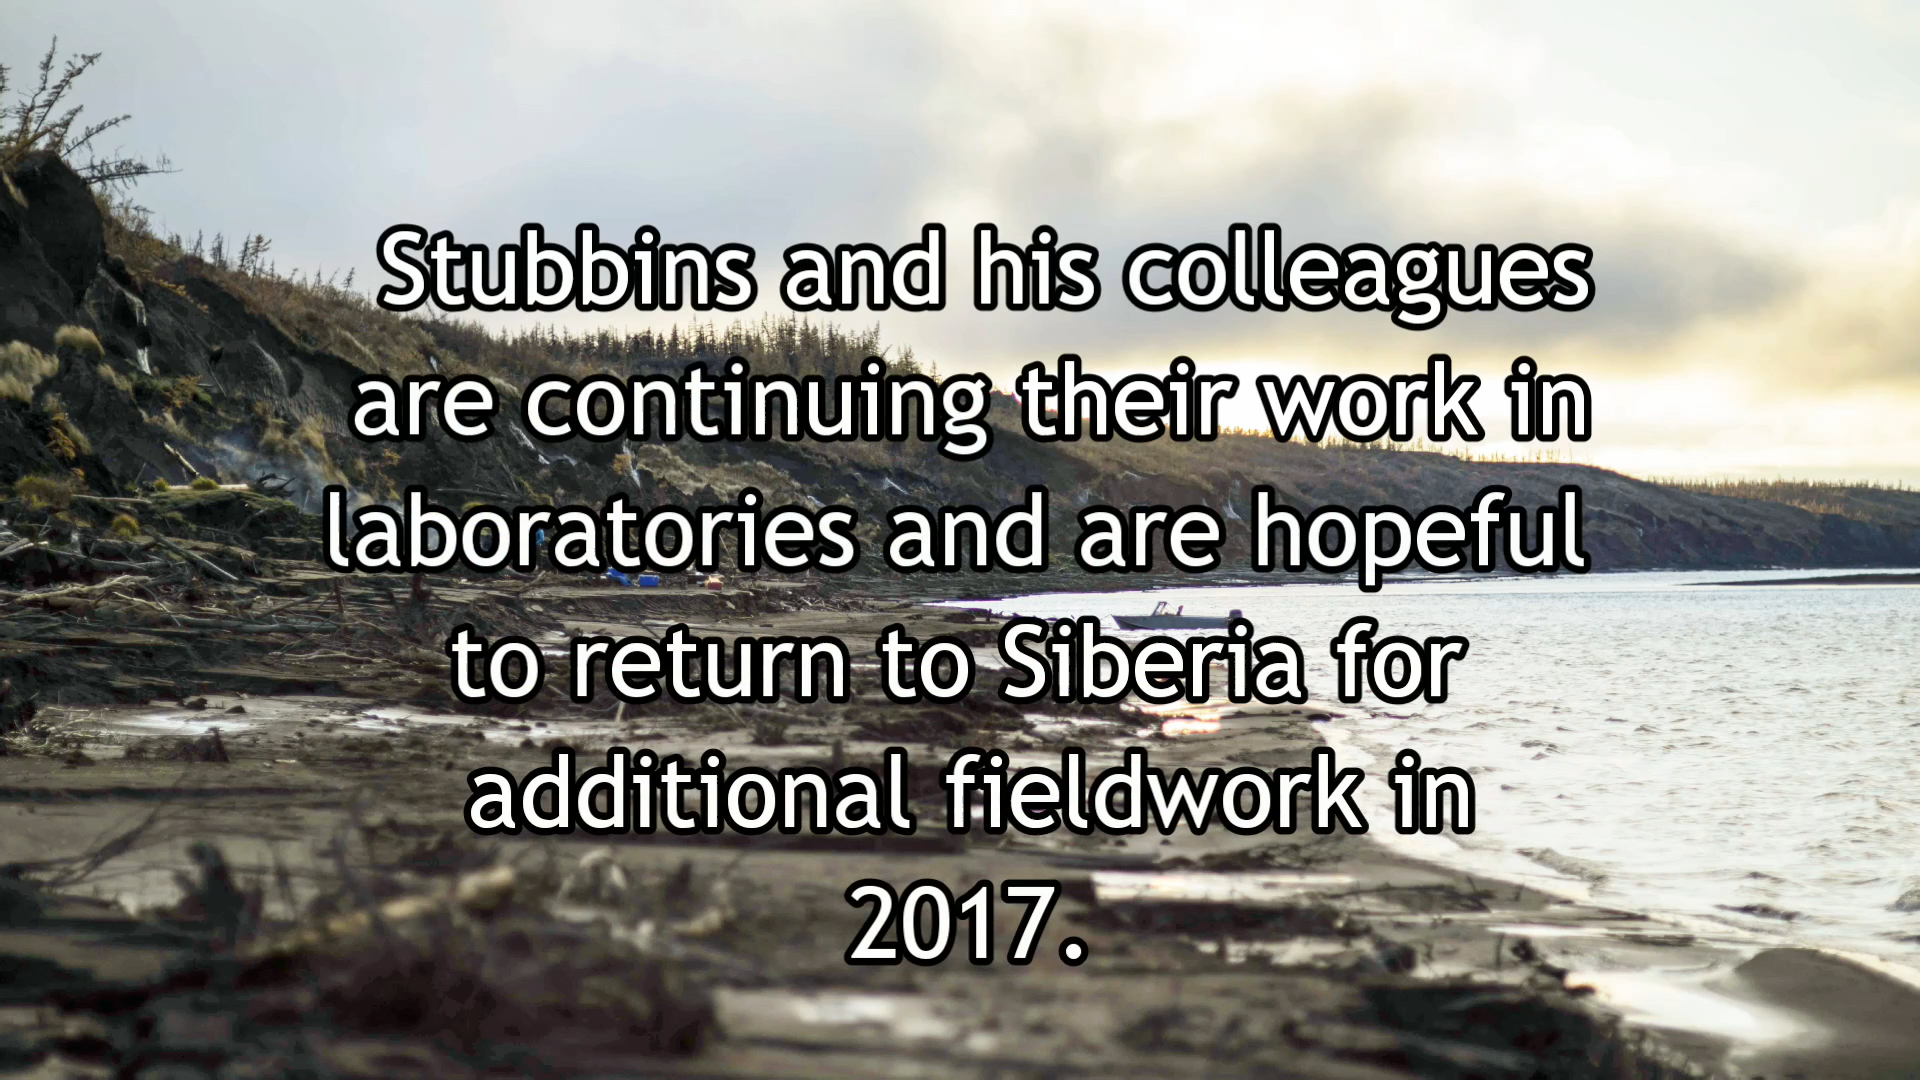 Stubbins and his colleagues
are continuing their work in
laboratories and are hopeful
to return to Siberia for
additional fieldwork in
2017.